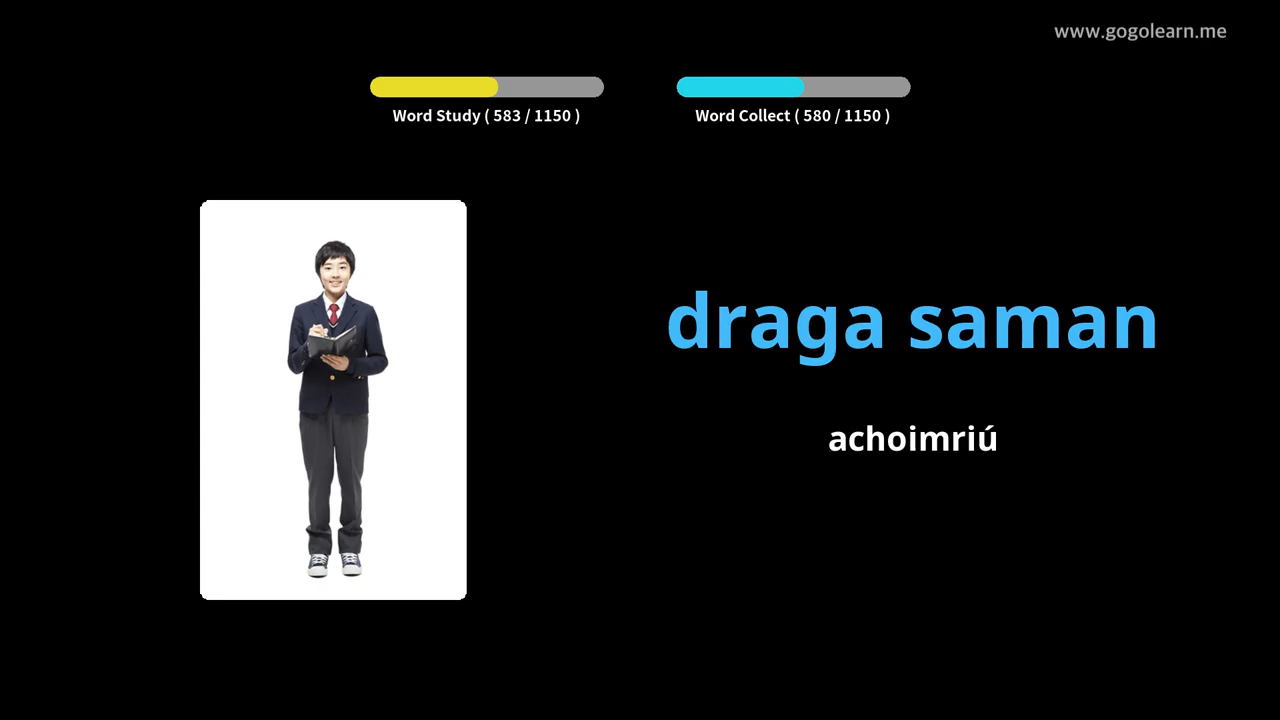 www.gogolearn.me
Word Study ( 583 / 1150 )
Word Collect ( 580 / 1150 )
draga saman
achoimriú